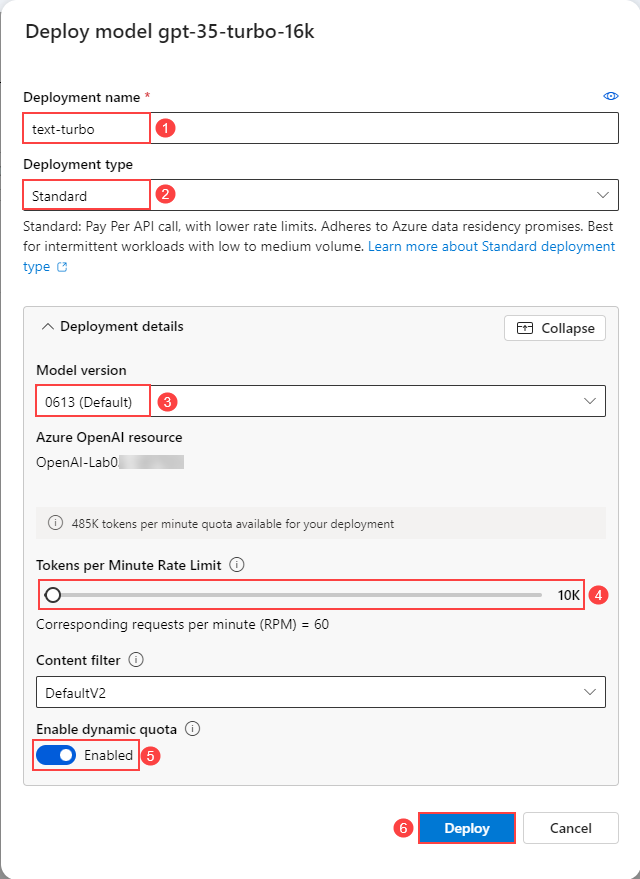 Deploy model gpt-35-turbo-16k
Deployment name *
text-turbo
1
Deployment type
Standard
2
Standard: Pay Per API call, with lower rate limits. Adheres to Azure data residency promises. Best
for intermittent workloads with low to medium volume. Learn more about Standard deployment
type
Deployment details
Collapse
Model version
0613 (Default)
3
Azure OpenAI resource
OpenAI-Lab0
485K tokens per minute quota available for your deployment
Tokens per Minute Rate Limit
10K
4
Corresponding requests per minute (RPM) = 60
Content filter
DefaultV2
Enable dynamic quota
Enabled
5
6
Deploy
Cancel